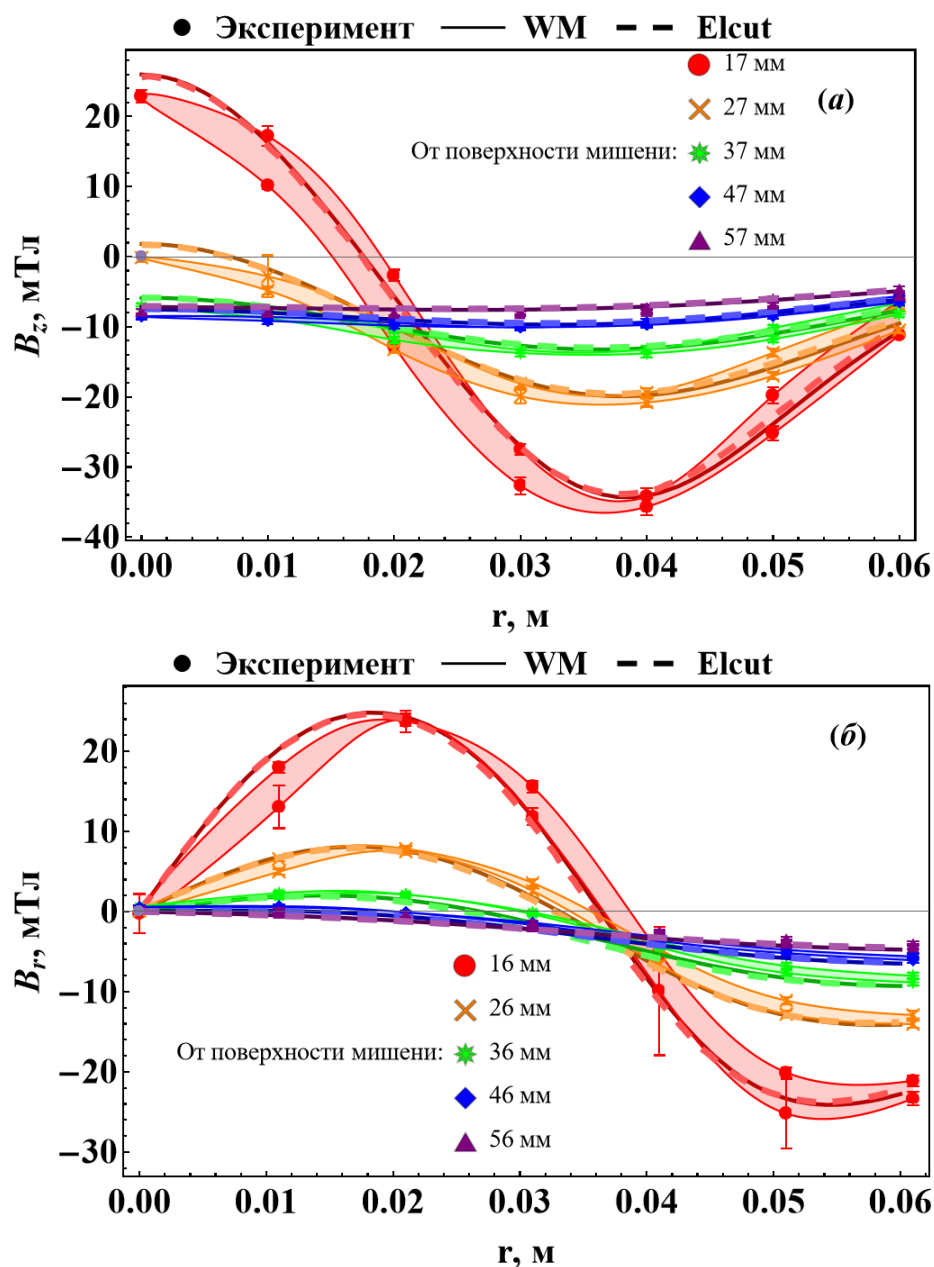 Эксперимент WM Elcut
17 мм
(а)
27 мм
От поверхности мишени: 37 мм
47 мм
57 мм
20
10
0
−10
−20
−30
−40
Bz, мТл
0.00 0.01 0.02 0.03 0.04 0.05 0.06
r, м
Эксперимент WM Elcut
(б)
20
10
0
−10
−20
−30
Br, мТл
16 мм
26 мм
От поверхности мишени: 36 мм
46 мм
56 мм
0.00 0.01 0.02 0.03 0.04 0.05 0.06
r, м